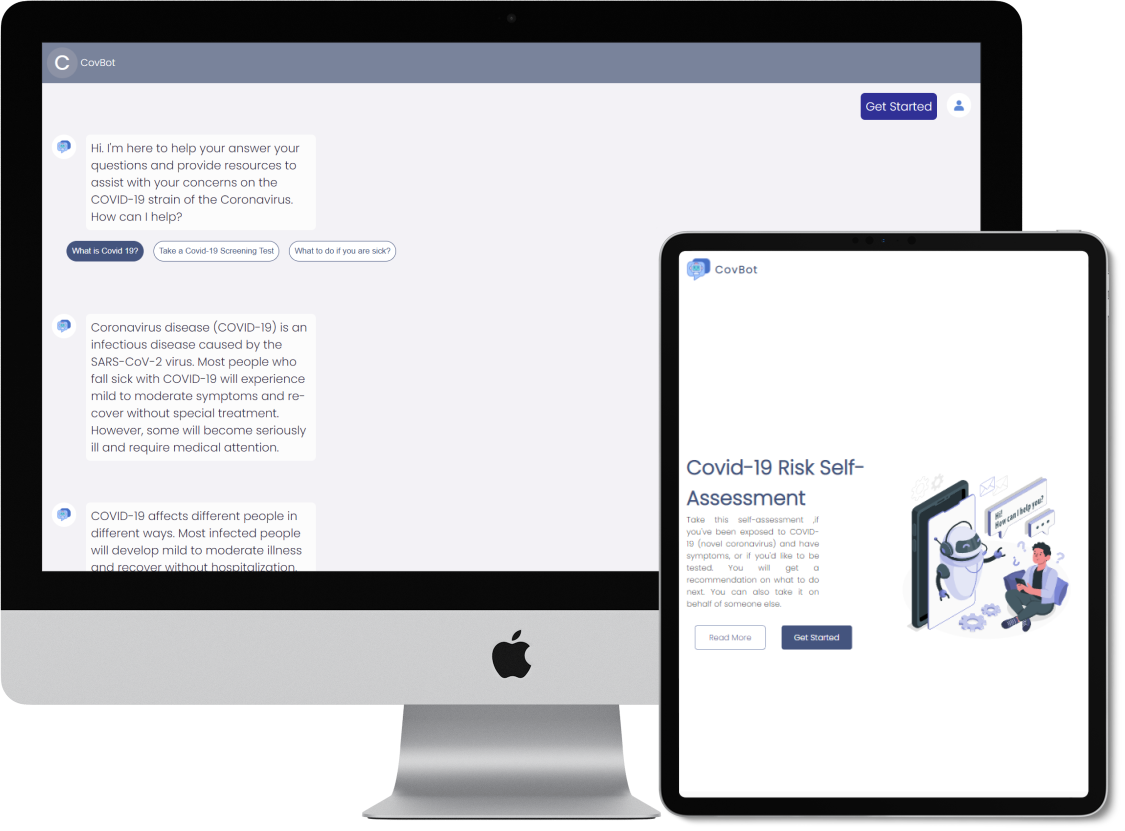 C CovBot
Get Started
Hi. I'm here to help your answer your
questions and provide resources to
assist with your concerns on the
COVID-19 strain of the Coronavirus.
How can I help?
What is Covid 19?
Take a Covid-19 Screening Test
What to do if you are sick?
Coronavirus disease (COVID-19) is an
infectious disease caused by the
SARS-CoV-2 virus. Most people who
fall sick with COVID-19 will experience
mild to moderate symptoms and re-
cover without special treatment.
However, some will become seriously
ill and require medical attention.
COVID-19 affects different people in
different ways. Most infected people
will develop mild to moderate illness
and recover without hospitalization.
CovBot
Covid-19 Risk Self-
Assessment
Take this self-assessment ,if
you've been exposed to COVID-
19 (novel coronavirus) and have
symptoms, or if you'd like to be
tested. You will get a
recommendation on what to do
next. You can also take it on
behalf of someone else.
Read More
Get Started
Hi!
How can I help you?